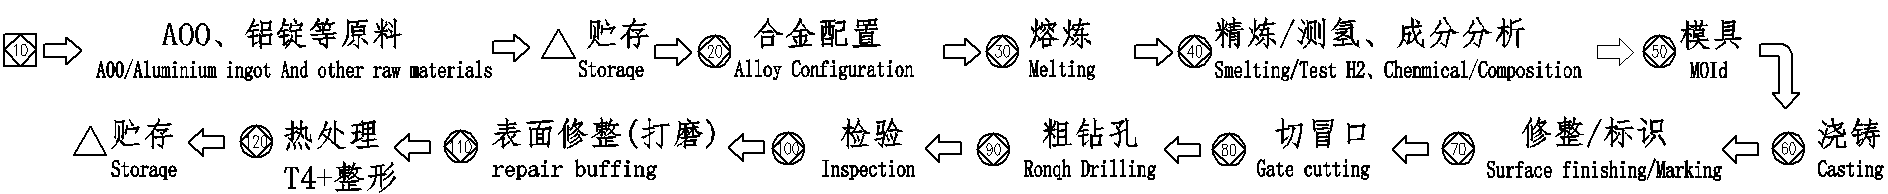 10
A00、铝锭等原料
A00/Aluminium ingot And other raw materials
贮存
Storage
20
合金配置
Alloy Configuration
30
熔炼
Melting
40
精炼/测氢、成分分析
Smelting/Test H2、Chenmical/Composition
50
模具
MOId
60
浇铸
Casting
70
修整/标识
Surface finishing/Marking
80
切冒口
Gate cutting
90
粗钻孔
Rongh Drilling
100
检验
Inspection
110
表面修整(打磨)
repair buffing
120
热处理
T4+整形
贮存
Storage